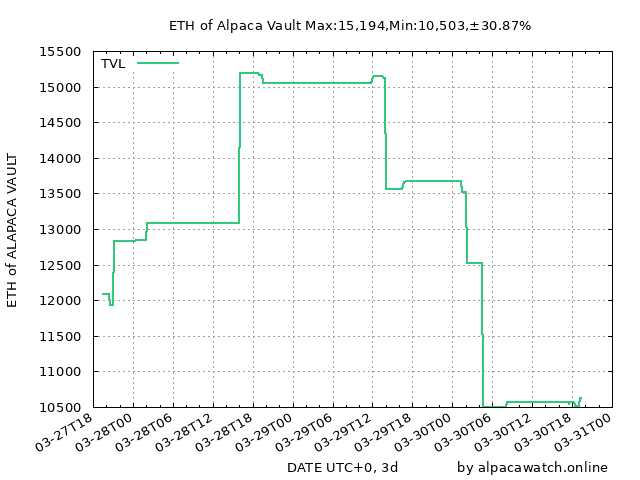 ETH of Alpaca Vault Max:15,194,Min:10,503,±30.87%
TVL
15500
15000
14500
14000
13500
13000
12500
12000
11500
11000
10500
ETH of ALAPACA VAULT
03-27T18
03-28T00
03-28T06
03-28T12
03-28T18
03-29T00
03-29T06
03-29T12
03-29T18
03-30T00
03-30T06
03-30T12
03-30T18
03-31T00
DATE UTC+0, 3d
by alpacawatch.online